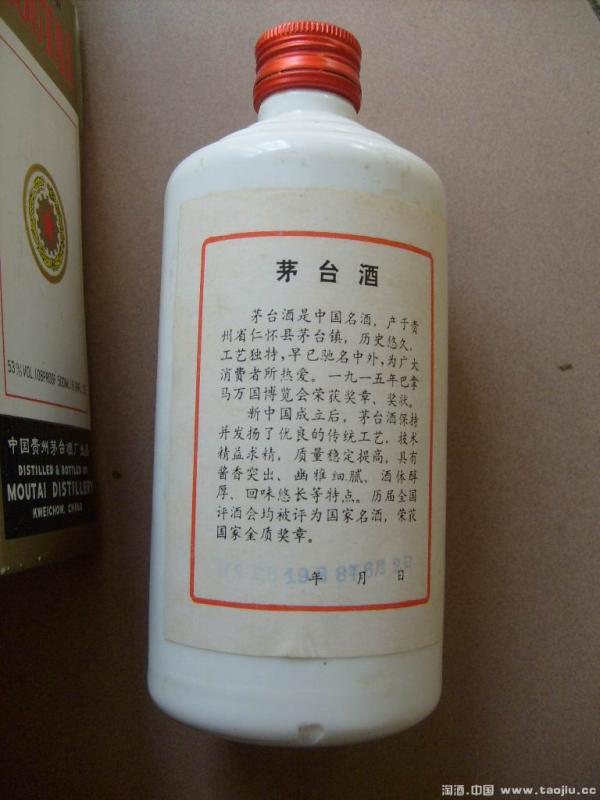 MOUTAI
53%VOL.
中国贵州茅台酒厂出品
DISTILLED & BOTTLED BY
MOUTAI DISTILLERY
KWEICHOW, CHINA
茅台酒
茅台酒是中国名酒，产于贵
州省仁怀县茅台镇，历史悠久，
工艺独特，早已驰名中外，为广大
消费者所热爱。一九一五年巴拿
马万国博览会荣获奖章、奖状。
新中国成立后，茅台酒保持
并发扬了优良的传统工艺，技术
精益求精，质量稳定提高，具有
酱香突出、幽雅细腻、酒体醇
厚、回味悠长等特点。历届全国
评酒会均被评为国家名酒，荣获
国家金质奖章。
年 月 日
淘酒.中国 www.taojiu.cc